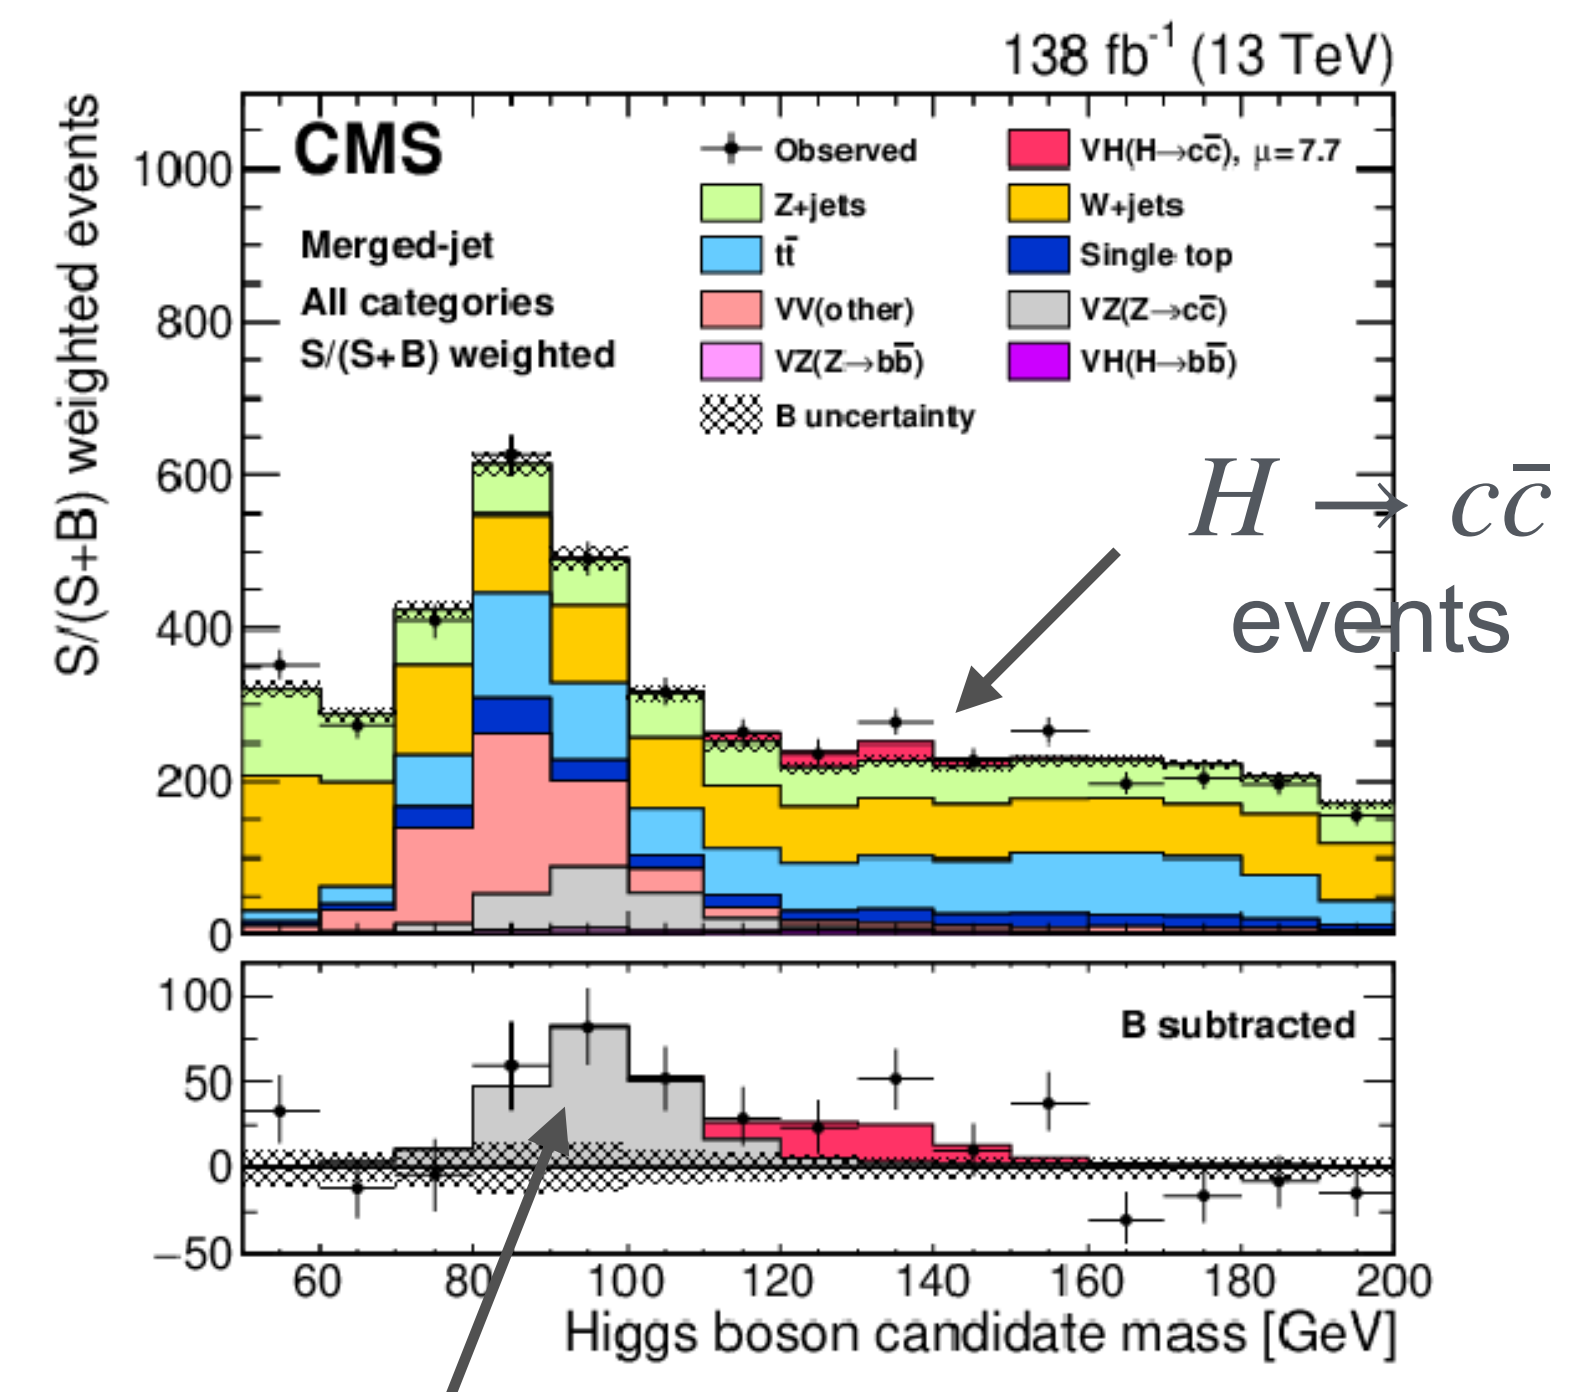 138 fb⁻¹ (13 TeV)
S/(S+B) weighted events
CMS
Merged-jet
All categories
S/(S+B) weighted
Observed
VH(H→cc̄), μ=7.7
Z+jets
W+jets
tt̄
Single top
VV(other)
VZ(Z→cc̄)
VZ(Z→bb̄)
VH(H→bb̄)
B uncertainty
H → cc̄
events
1000
800
600
400
200
0
B subtracted
100
50
0
−50
60 80 100 120 140 160 180 200
Higgs boson candidate mass [GeV]